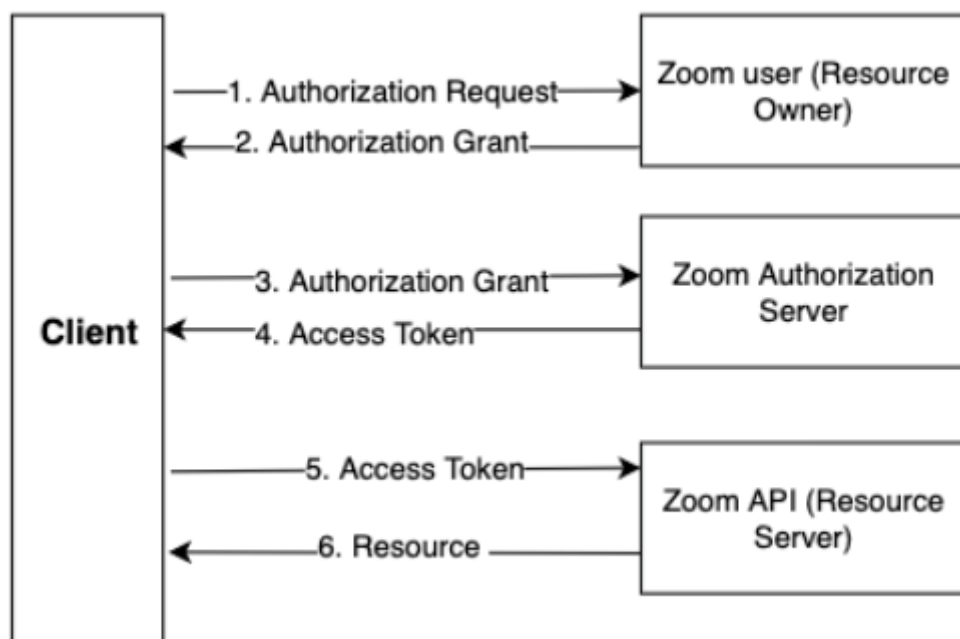 1. Authorization Request
Zoom user (Resource
Owner)
2. Authorization Grant
3. Authorization Grant
Zoom Authorization
Server
Client
4. Access Token
5. Access Token
Zoom API (Resource
Server)
6. Resource